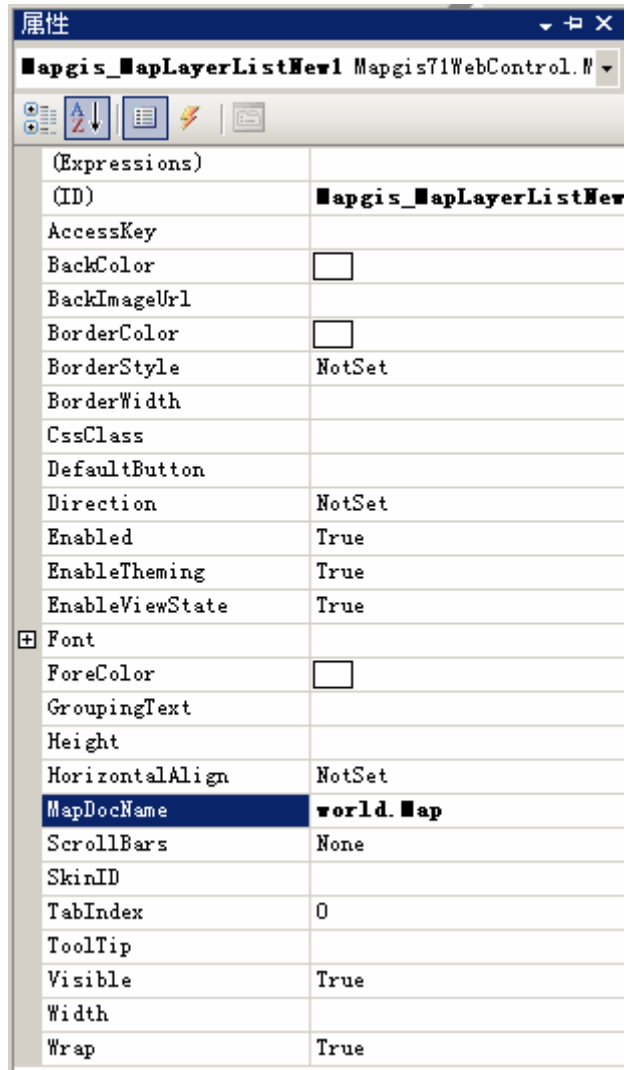 属性
Mapgis_MapLayerListNew1 Mapgis71WebControl.M
(Expressions)
(ID) Mapgis_MapLayerListNew
AccessKey
BackColor
BackImageUrl
BorderColor
BorderStyle NotSet
BorderWidth
CssClass
DefaultButton
Direction NotSet
Enabled True
EnableTheming True
EnableViewState True
Font
ForeColor
GroupingText
Height
HorizontalAlign NotSet
MapDocName world.Map
ScrollBars None
SkinID
TabIndex 0
ToolTip
Visible True
Width
Wrap True